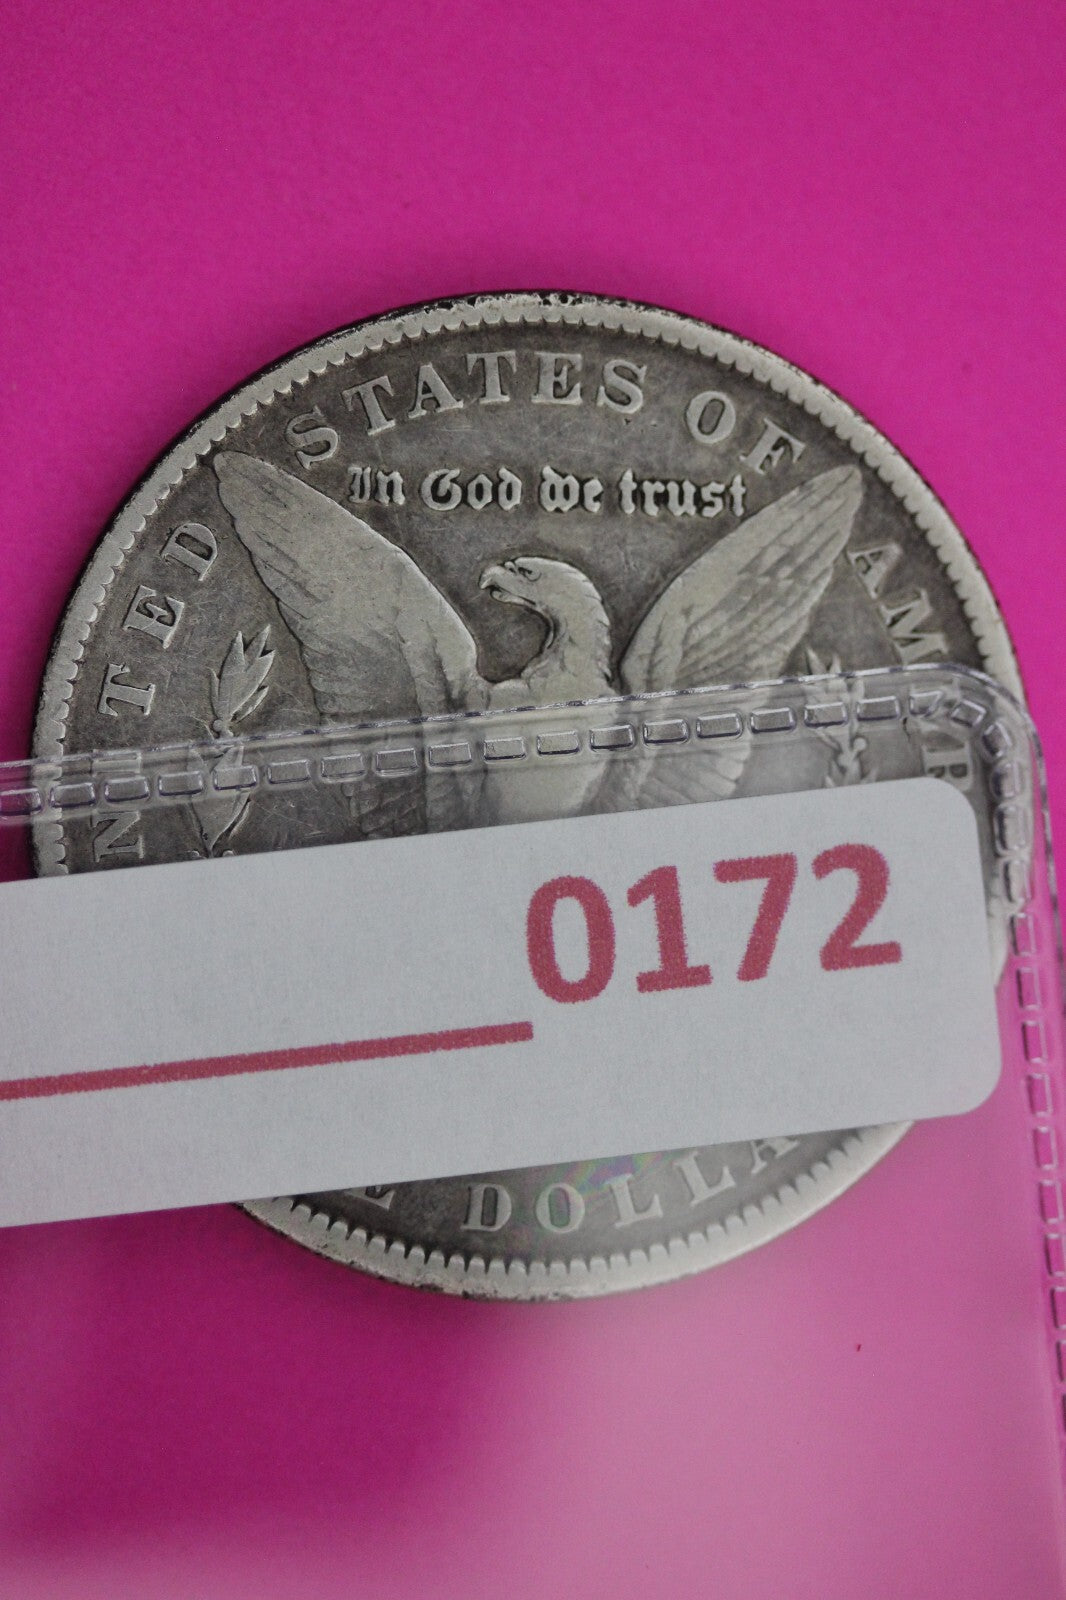 STATES OF
In God we trust
TED
AM
0172
DOLLA